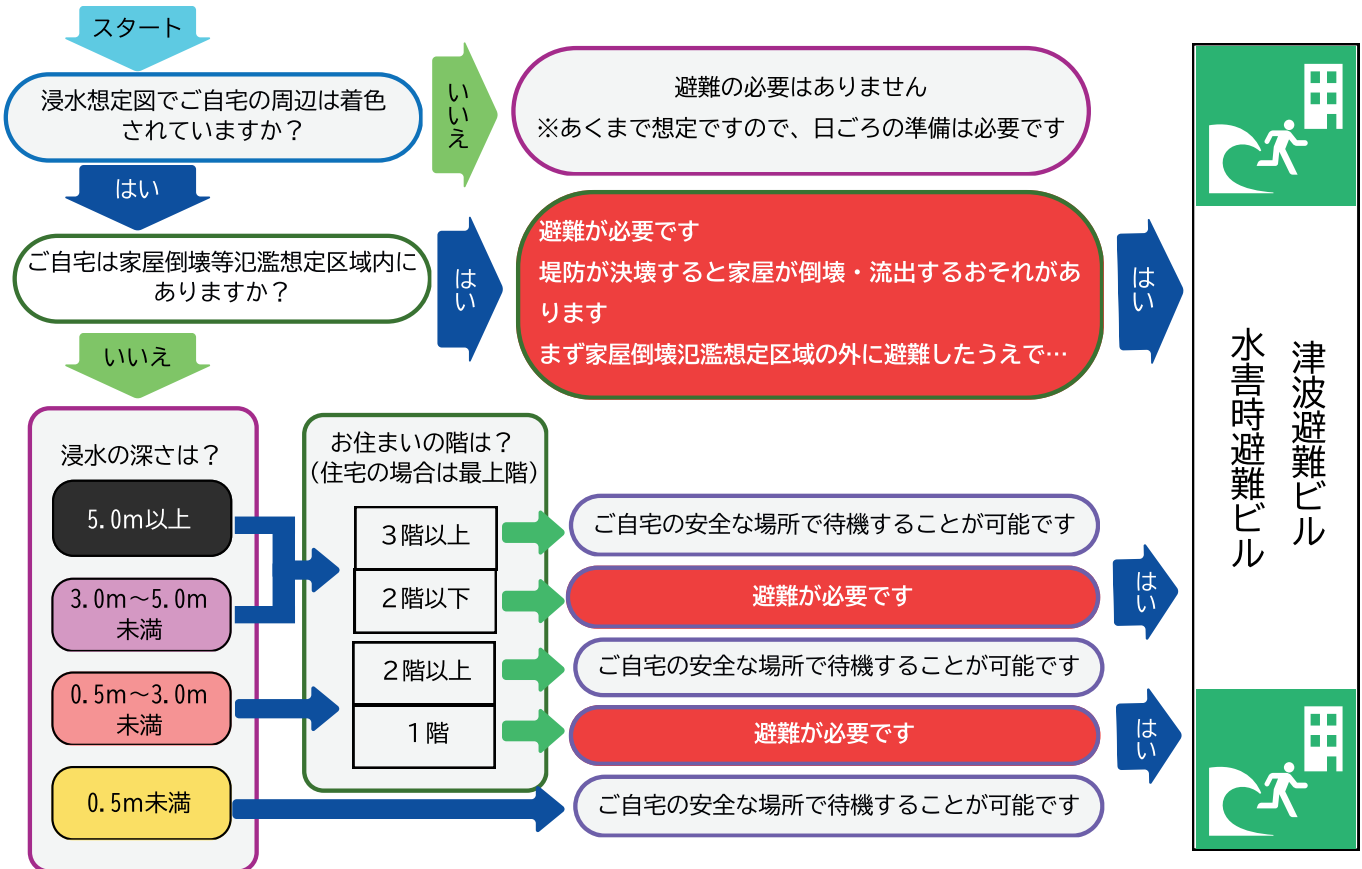 スタート
浸水想定図でご自宅の周辺は着色
されていますか？
いいえ
避難の必要はありません
※あくまで想定ですので、日ごろの準備は必要です
はい
ご自宅は家屋倒壊等氾濫想定区域内に
ありますか？
はい
避難が必要です
堤防が決壊すると家屋が倒壊・流出するおそれがあ
ります
まず家屋倒壊氾濫想定区域の外に避難したうえで…
はい
いいえ
浸水の深さは？
5.0m以上
3.0m～5.0m
未満
0.5m～3.0m
未満
0.5m未満
お住まいの階は？
（住宅の場合は最上階）
３階以上
２階以下
２階以上
１階
ご自宅の安全な場所で待機することが可能です
避難が必要です
ご自宅の安全な場所で待機することが可能です
避難が必要です
ご自宅の安全な場所で待機することが可能です
はい
はい
津波避難ビル
水害時避難ビル